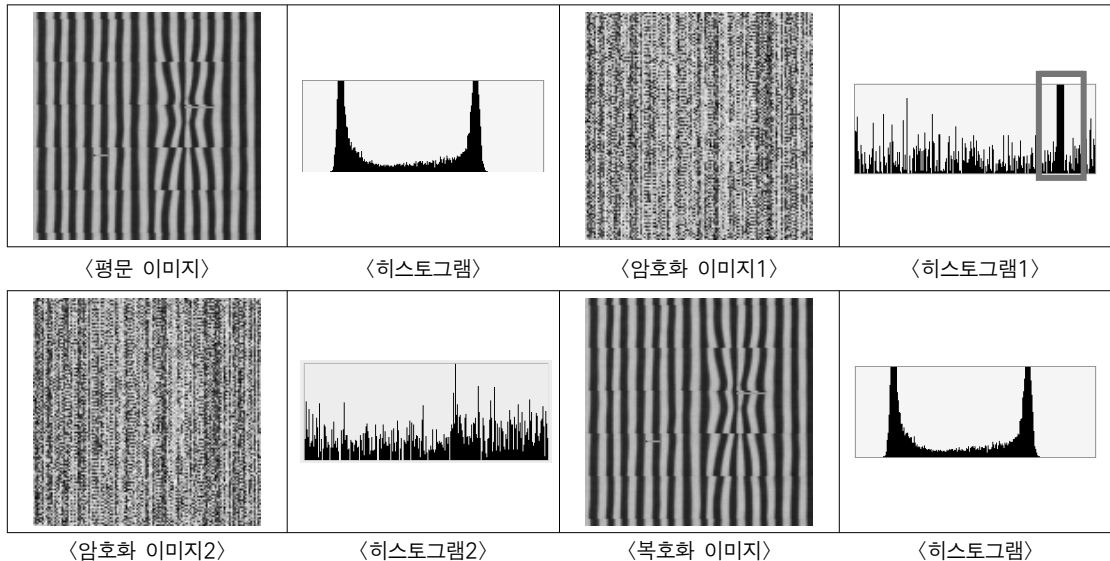 〈평문 이미지〉 〈히스토그램〉 〈암호화 이미지1〉 〈히스토그램1〉
〈암호화 이미지2〉 〈히스토그램2〉 〈복호화 이미지〉 〈히스토그램〉